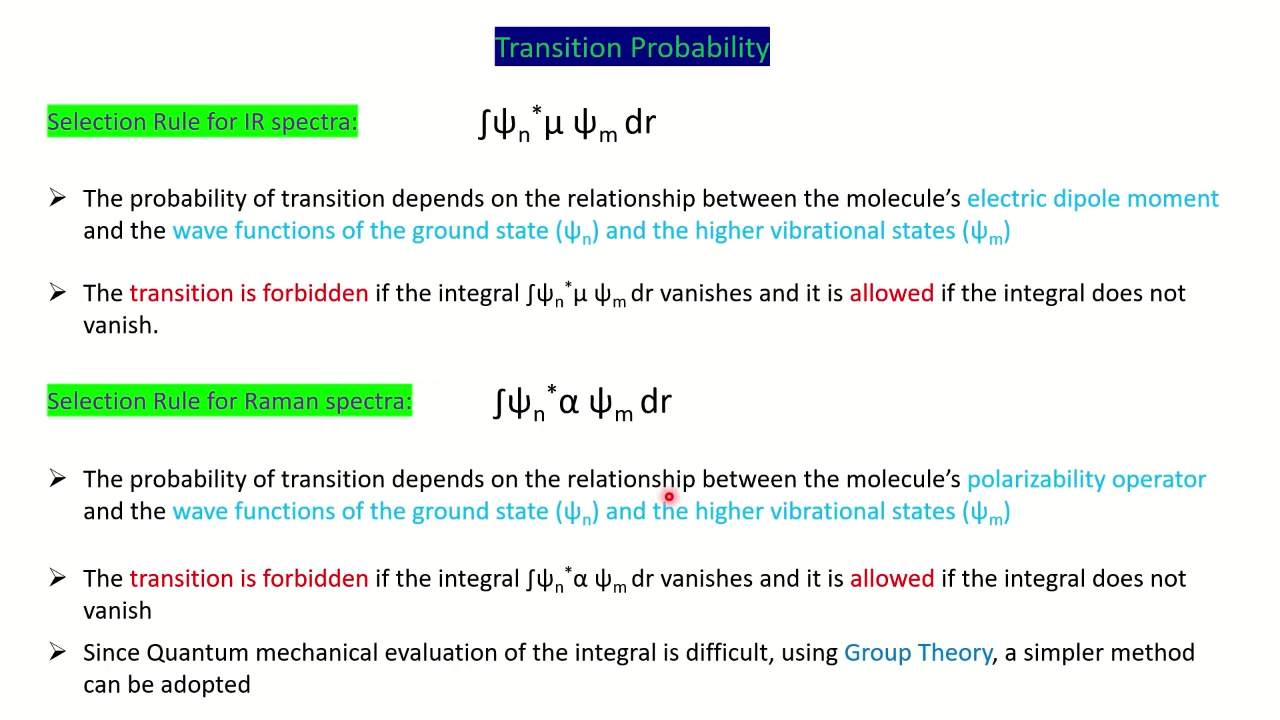 Transition Probability
Selection Rule for IR spectra: ∫ψn*μ ψm dr
➢ The probability of transition depends on the relationship between the molecule’s electric dipole moment
and the wave functions of the ground state (ψn) and the higher vibrational states (ψm)
➢ The transition is forbidden if the integral ∫ψn*μ ψm dr vanishes and it is allowed if the integral does not
vanish.
Selection Rule for Raman spectra: ∫ψn*α ψm dr
➢ The probability of transition depends on the relationship between the molecule’s polarizability operator
and the wave functions of the ground state (ψn) and the higher vibrational states (ψm)
➢ The transition is forbidden if the integral ∫ψn*α ψm dr vanishes and it is allowed if the integral does not
vanish
➢ Since Quantum mechanical evaluation of the integral is difficult, using Group Theory, a simpler method
can be adopted